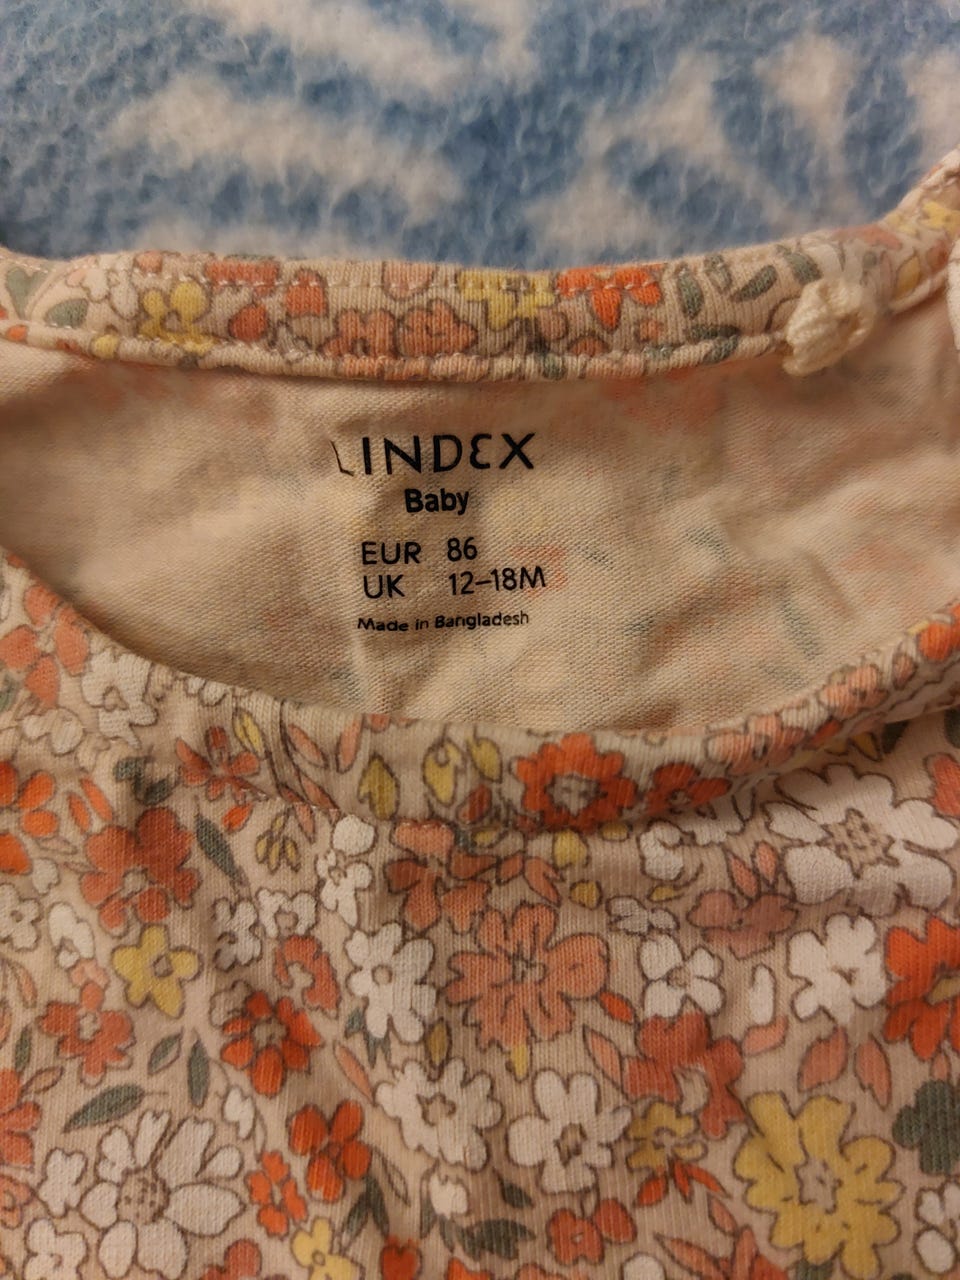 LINDEX
Baby
EUR 86
UK 12-18M
Made in Bangladesh